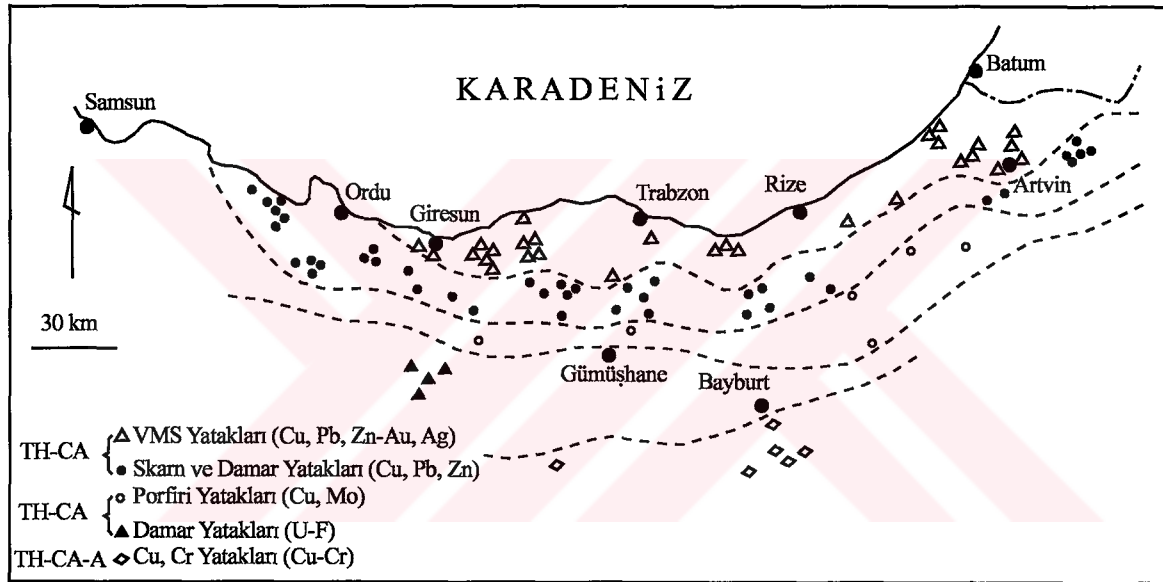 Batum
KARADENiZ
Samsun
Ordu
Giresun
Trabzon
Rize
Artvin
30 km
Gümüşhane
Bayburt
TH-CA
VMS Yatakları (Cu, Pb, Zn-Au, Ag)
Skarn ve Damar Yatakları (Cu, Pb, Zn)
TH-CA
Porfiri Yatakları (Cu, Mo)
Damar Yatakları (U-F)
TH-CA-A Cu, Cr Yatakları (Cu-Cr)